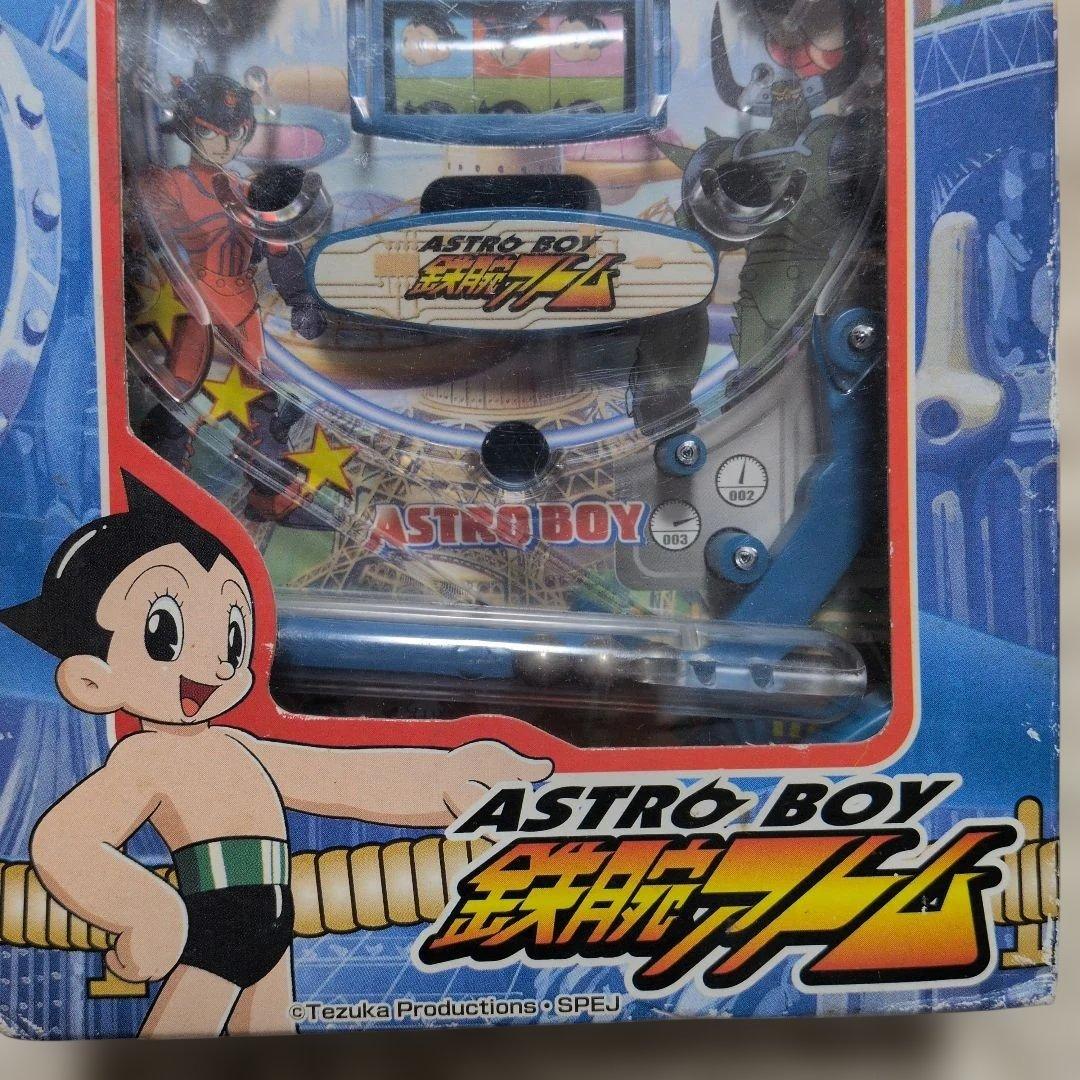 ASTRO BOY
鉄腕アトム
002
ASTRO BOY
003
ASTRO BOY
鉄腕アトム
©Tezuka Productions・SPEJ